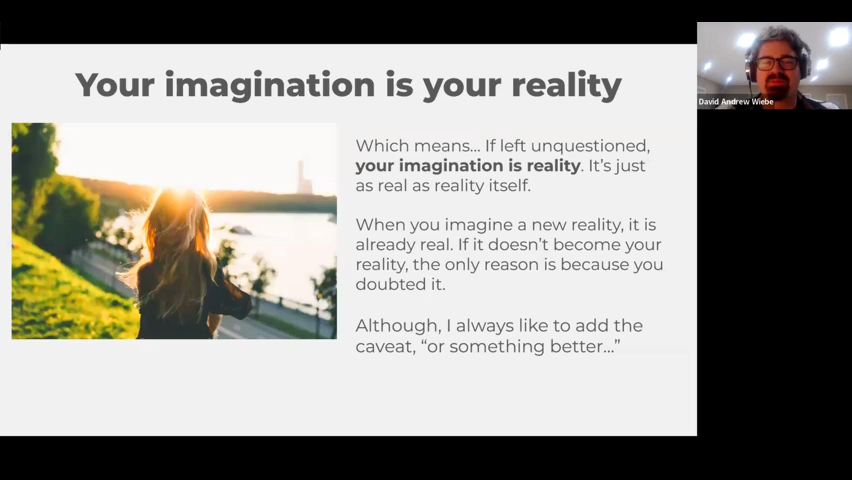 Your imagination is your reality
Which means... If left unquestioned,
your imagination is reality. It's just
as real as reality itself.
When you imagine a new reality, it is
already real. If it doesn't become your
reality, the only reason is because you
doubted it.
Although, I always like to add the
caveat, “or something better...”
David Andrew Wiebe